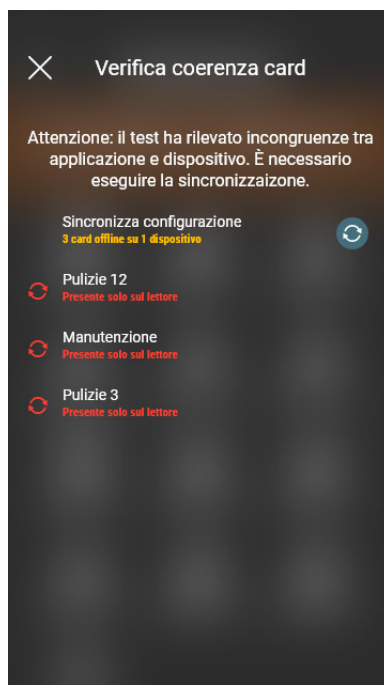 Verifica coerenza card
Attenzione: il test ha rilevato incongruenze tra
applicazione e dispositivo. È necessario
eseguire la sincronizzaizone.
Sincronizza configurazione
3 card offline su 1 dispositivo
Pulizie 12
Presente solo sul lettore
Manutenzione
Presente solo sul lettore
Pulizie 3
Presente solo sul lettore